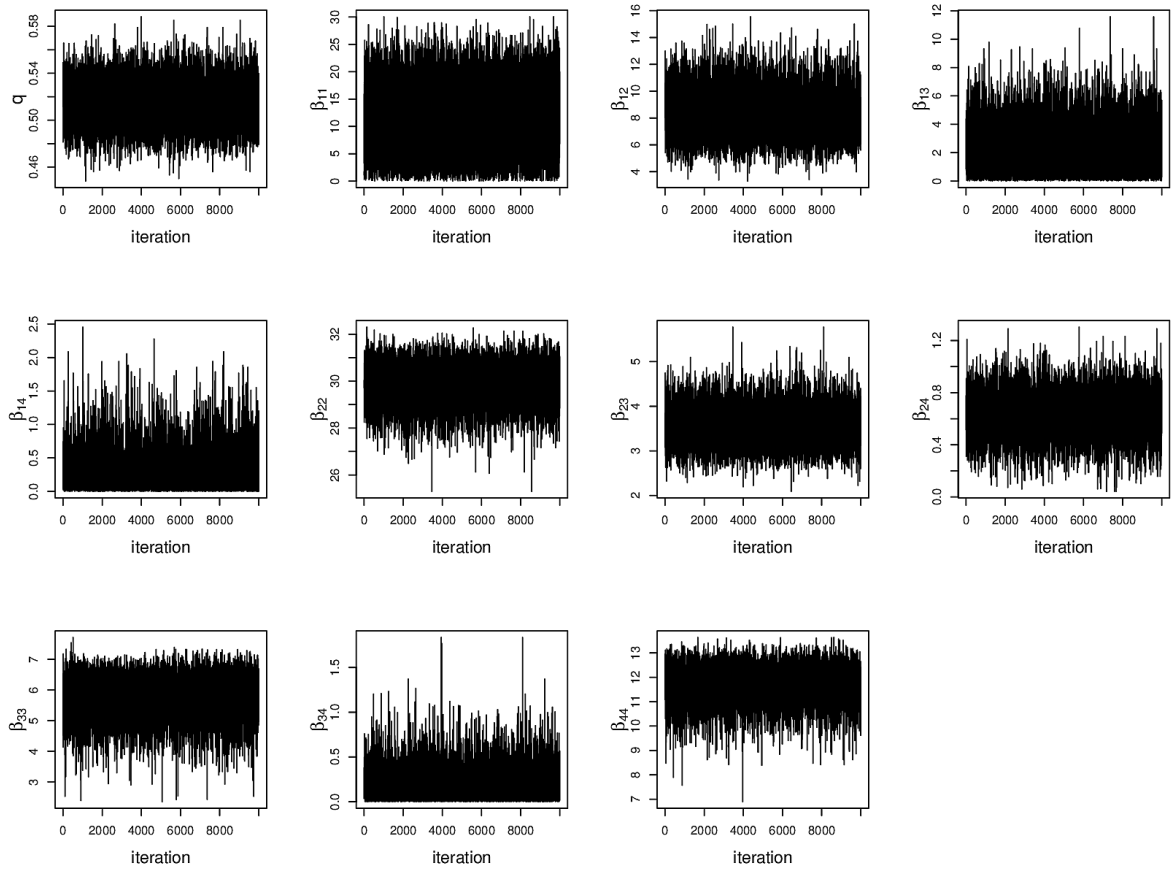 0.46 0.50 0.54 0.58
q
0 2000 4000 6000 8000
iteration
0 5 10 15 20 25 30
β11
0 2000 4000 6000 8000
iteration
4 6 8 10 12 14 16
β12
0 2000 4000 6000 8000
iteration
0 2 4 6 8 10 12
β13
0 2000 4000 6000 8000
iteration
0.0 0.5 1.0 1.5 2.0 2.5
β14
0 2000 4000 6000 8000
iteration
26 28 30 32
β22
0 2000 4000 6000 8000
iteration
2 3 4 5
β23
0 2000 4000 6000 8000
iteration
0.0 0.4 0.8 1.2
β24
0 2000 4000 6000 8000
iteration
3 4 5 6 7
β33
0 2000 4000 6000 8000
iteration
0.0 0.5 1.0 1.5
β34
0 2000 4000 6000 8000
iteration
7 8 9 10 11 12 13
β44
0 2000 4000 6000 8000
iteration